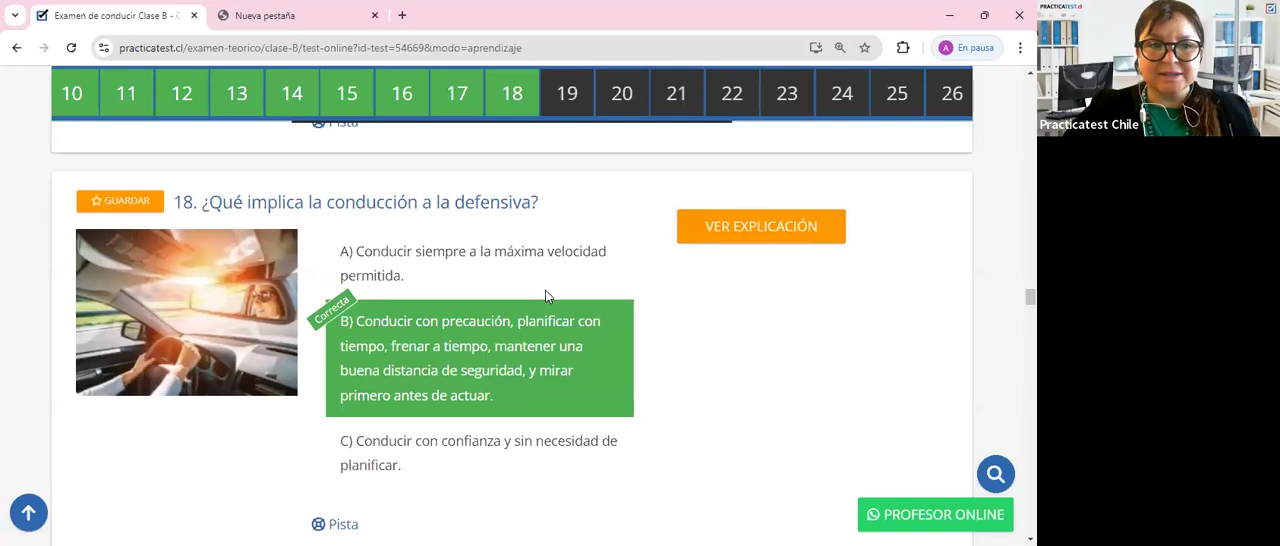 Examen de conducir Clase B - C
Nueva pestaña
practicatest.cl/examen-teorico/clase-B/test-online?id-test=54669&modo=aprendizaje
A
En pausa
PRACTICATEST.cl
10 11 12 13 14 15 16 17 18 19 20 21 22 23 24 25 26
Practicatest Chile
Pista
GUARDAR
18. ¿Qué implica la conducción a la defensiva?
VER EXPLICACIÓN
A) Conducir siempre a la máxima velocidad
permitida.
Correcta
B) Conducir con precaución, planificar con
tiempo, frenar a tiempo, mantener una
buena distancia de seguridad, y mirar
primero antes de actuar.
C) Conducir con confianza y sin necesidad de
planificar.
PROFESOR ONLINE
Pista